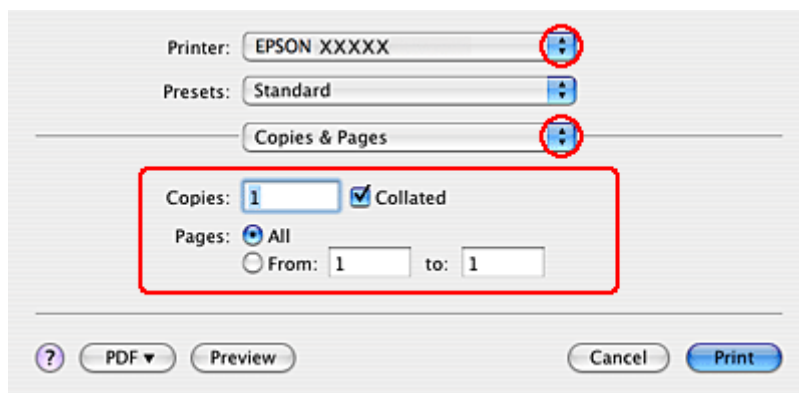 Printer: EPSON XXXXX
Presets: Standard
Copies & Pages
Copies: 1 Collated
Pages: All
From: 1 to: 1
? PDF Preview Cancel Print